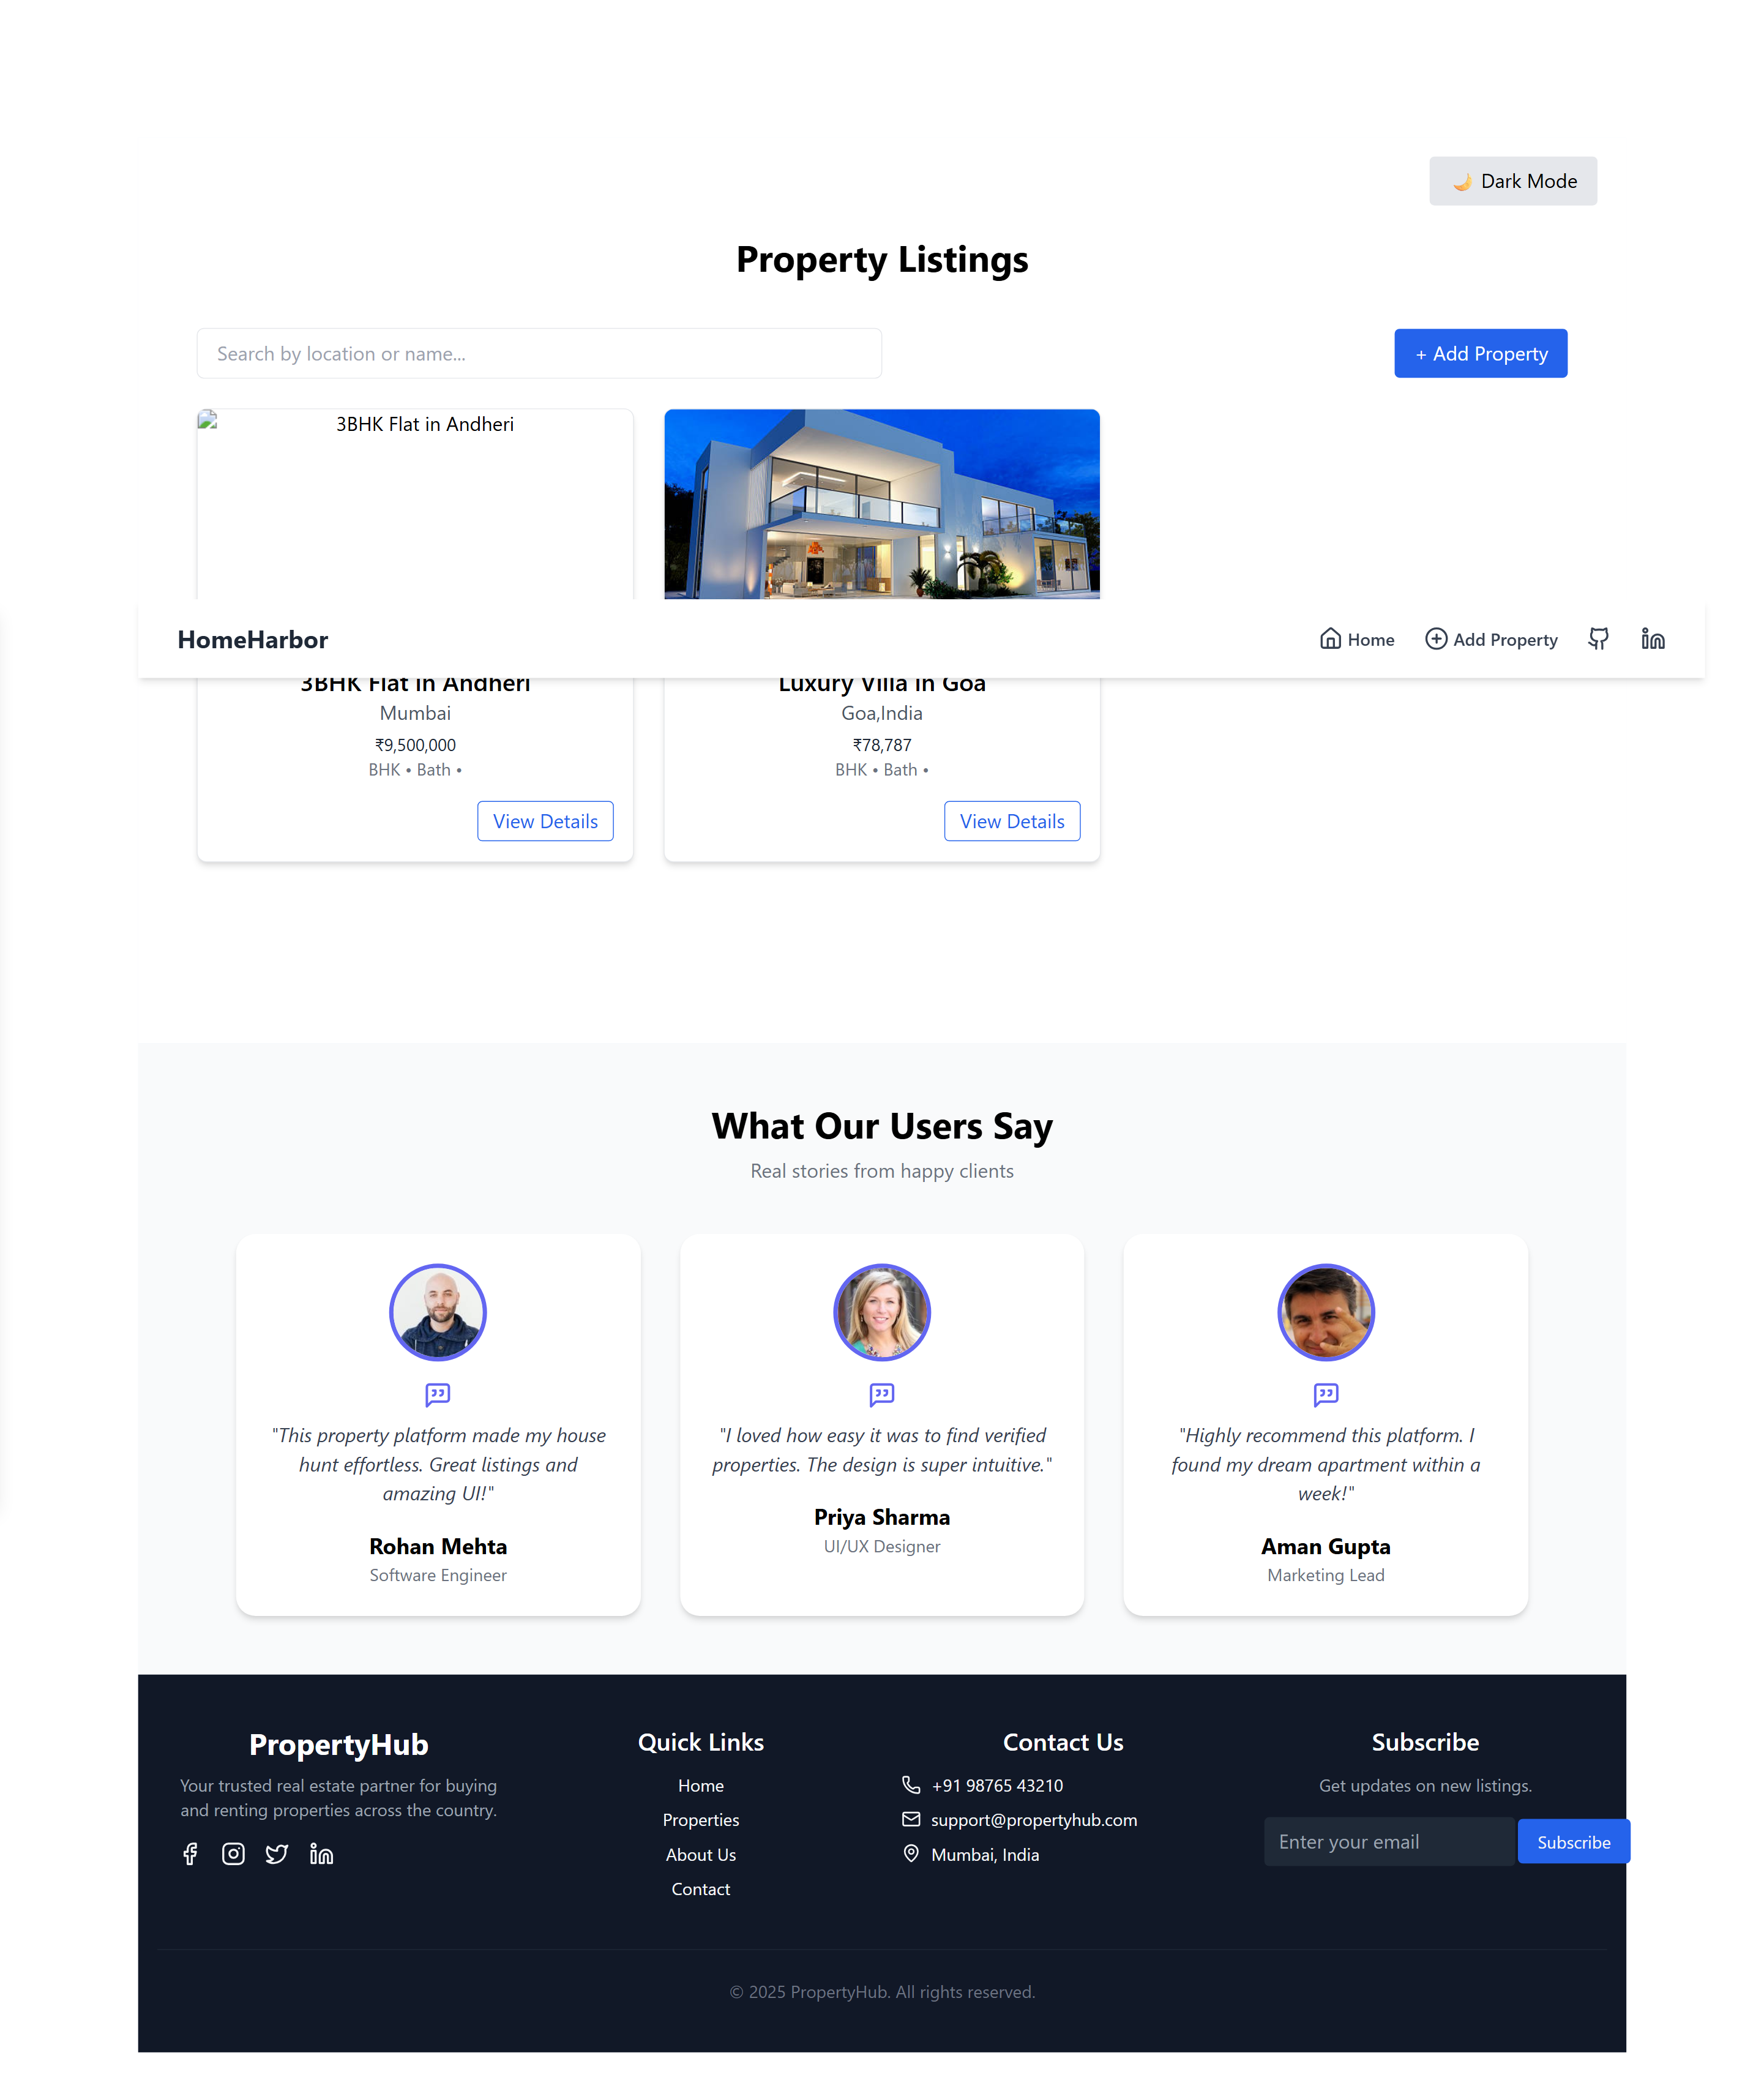 🌙 Dark Mode
Property Listings
Search by location or name...
+ Add Property
3BHK Flat in Andheri
HomeHarbor
Home
Add Property
3BHK Flat in Andheri
Mumbai
₹9,500,000
BHK • Bath •
View Details
Luxury Villa in Goa
Goa,India
₹78,787
BHK • Bath •
View Details
What Our Users Say
Real stories from happy clients
"This property platform made my house
hunt effortless. Great listings and
amazing UI!"
Rohan Mehta
Software Engineer
"I loved how easy it was to find verified
properties. The design is super intuitive."
Priya Sharma
UI/UX Designer
"Highly recommend this platform. I
found my dream apartment within a
week!"
Aman Gupta
Marketing Lead
PropertyHub
Your trusted real estate partner for buying
and renting properties across the country.
Quick Links
Home
Properties
About Us
Contact
Contact Us
+91 98765 43210
support@propertyhub.com
Mumbai, India
Subscribe
Get updates on new listings.
Enter your email
Subscribe
© 2025 PropertyHub. All rights reserved.